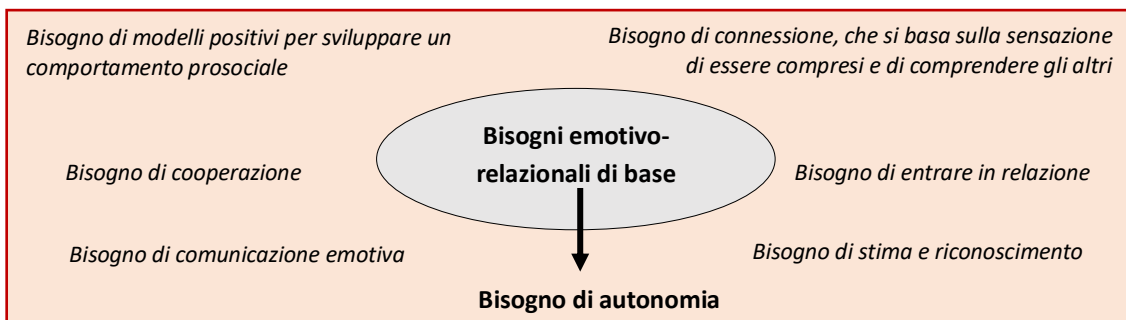 Bisogno di modelli positivi per sviluppare un
comportamento prosociale
Bisogno di connessione, che si basa sulla sensazione
di essere compresi e di comprendere gli altri
Bisogni emotivo-
relazionali di base
Bisogno di cooperazione
Bisogno di entrare in relazione
Bisogno di comunicazione emotiva
Bisogno di stima e riconoscimento
Bisogno di autonomia